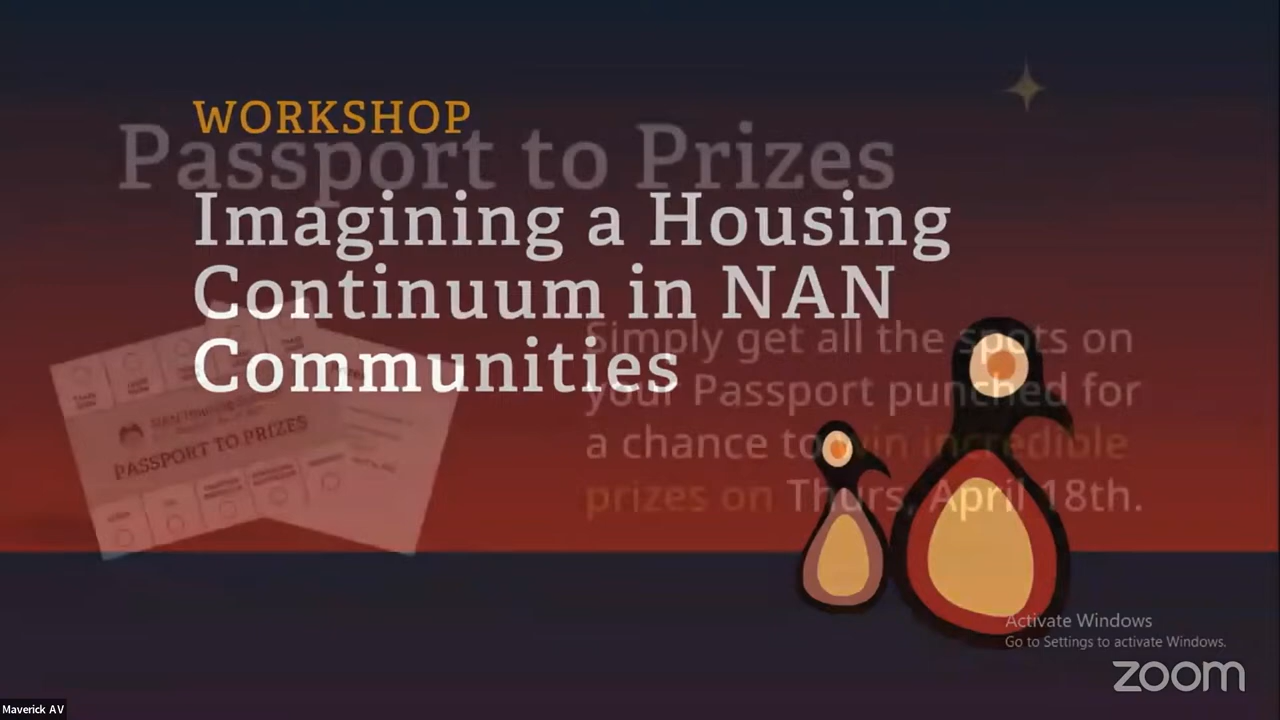 WORKSHOP
Passport to Prizes
Imagining a Housing
Continuum in NAN
Communities
Simply get all the spots on
your Passport punched for
a chance to win incredible
prizes on Thurs, April 18th.
PASSPORT TO PRIZES
Activate Windows
Go to Settings to activate Windows.
zoom
Maverick AV